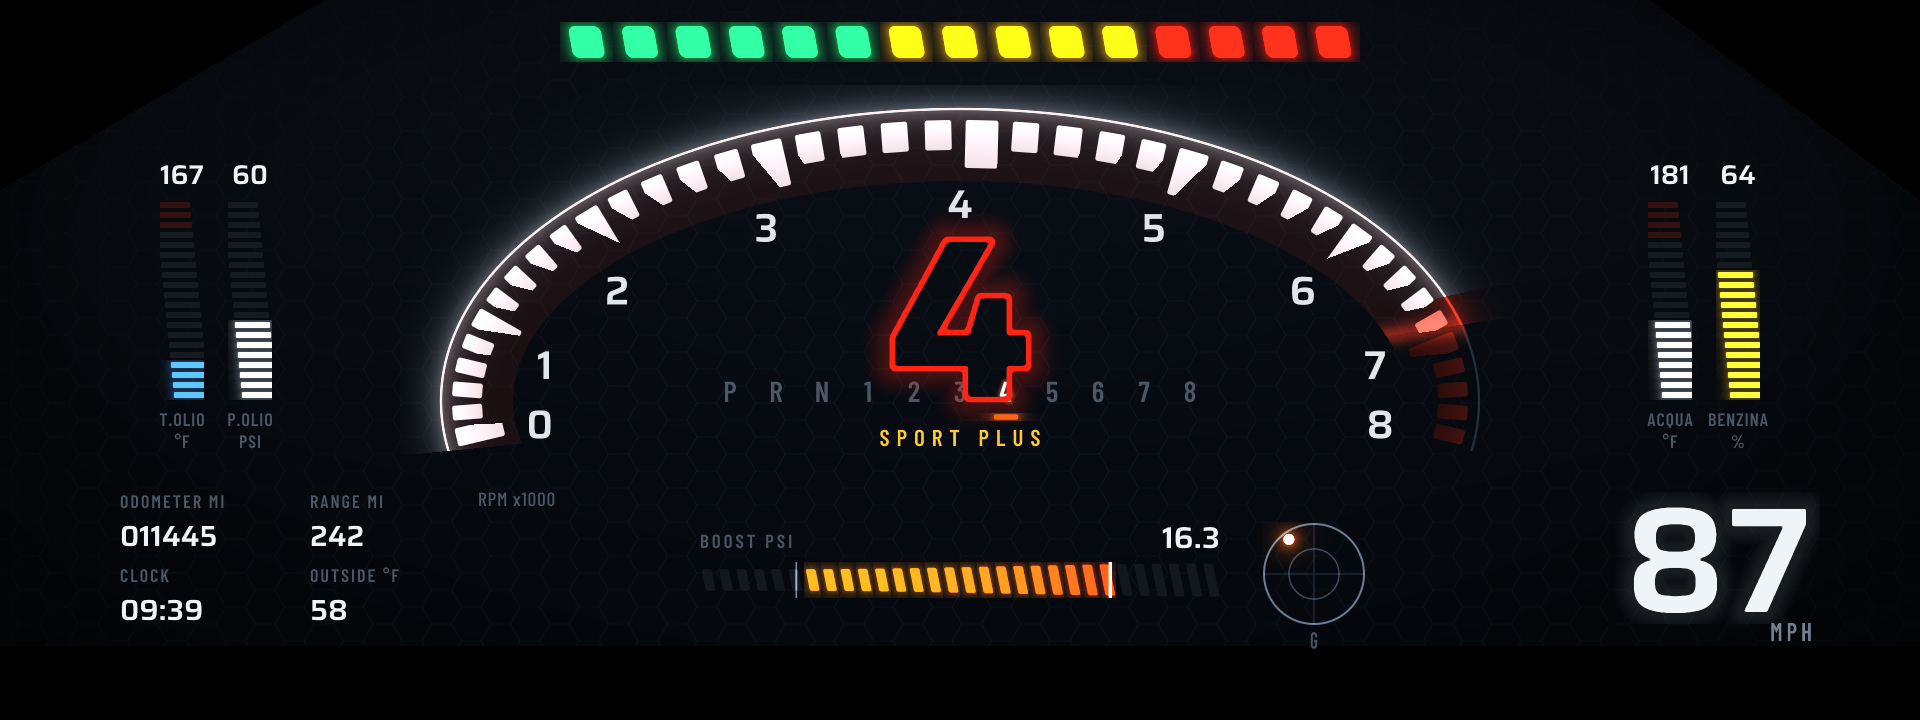 167 60
181 64
4
3 5
2 6
1 7
0 8
4
P R N 1 2 3 4 5 6 7 8
SPORT PLUS
T.OLIO °F
P.OLIO PSI
ACQUA °F
BENZINA %
ODOMETER MI
011445
RANGE MI
242
CLOCK
09:39
OUTSIDE °F
58
RPM x1000
BOOST PSI
16.3
G
87
MPH